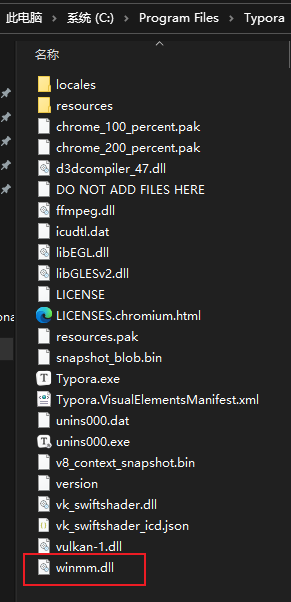 此电脑 > 系统 (C:) > Program Files > Typora
名称
locales
resources
chrome_100_percent.pak
chrome_200_percent.pak
d3dcompiler_47.dll
DO NOT ADD FILES HERE
ffmpeg.dll
icudtl.dat
libEGL.dll
libGLESv2.dll
LICENSE
LICENSES.chromium.html
resources.pak
snapshot_blob.bin
Typora.exe
Typora.VisualElementsManifest.xml
unins000.dat
unins000.exe
v8_context_snapshot.bin
version
vk_swiftshader.dll
vk_swiftshader_icd.json
vulkan-1.dll
winmm.dll